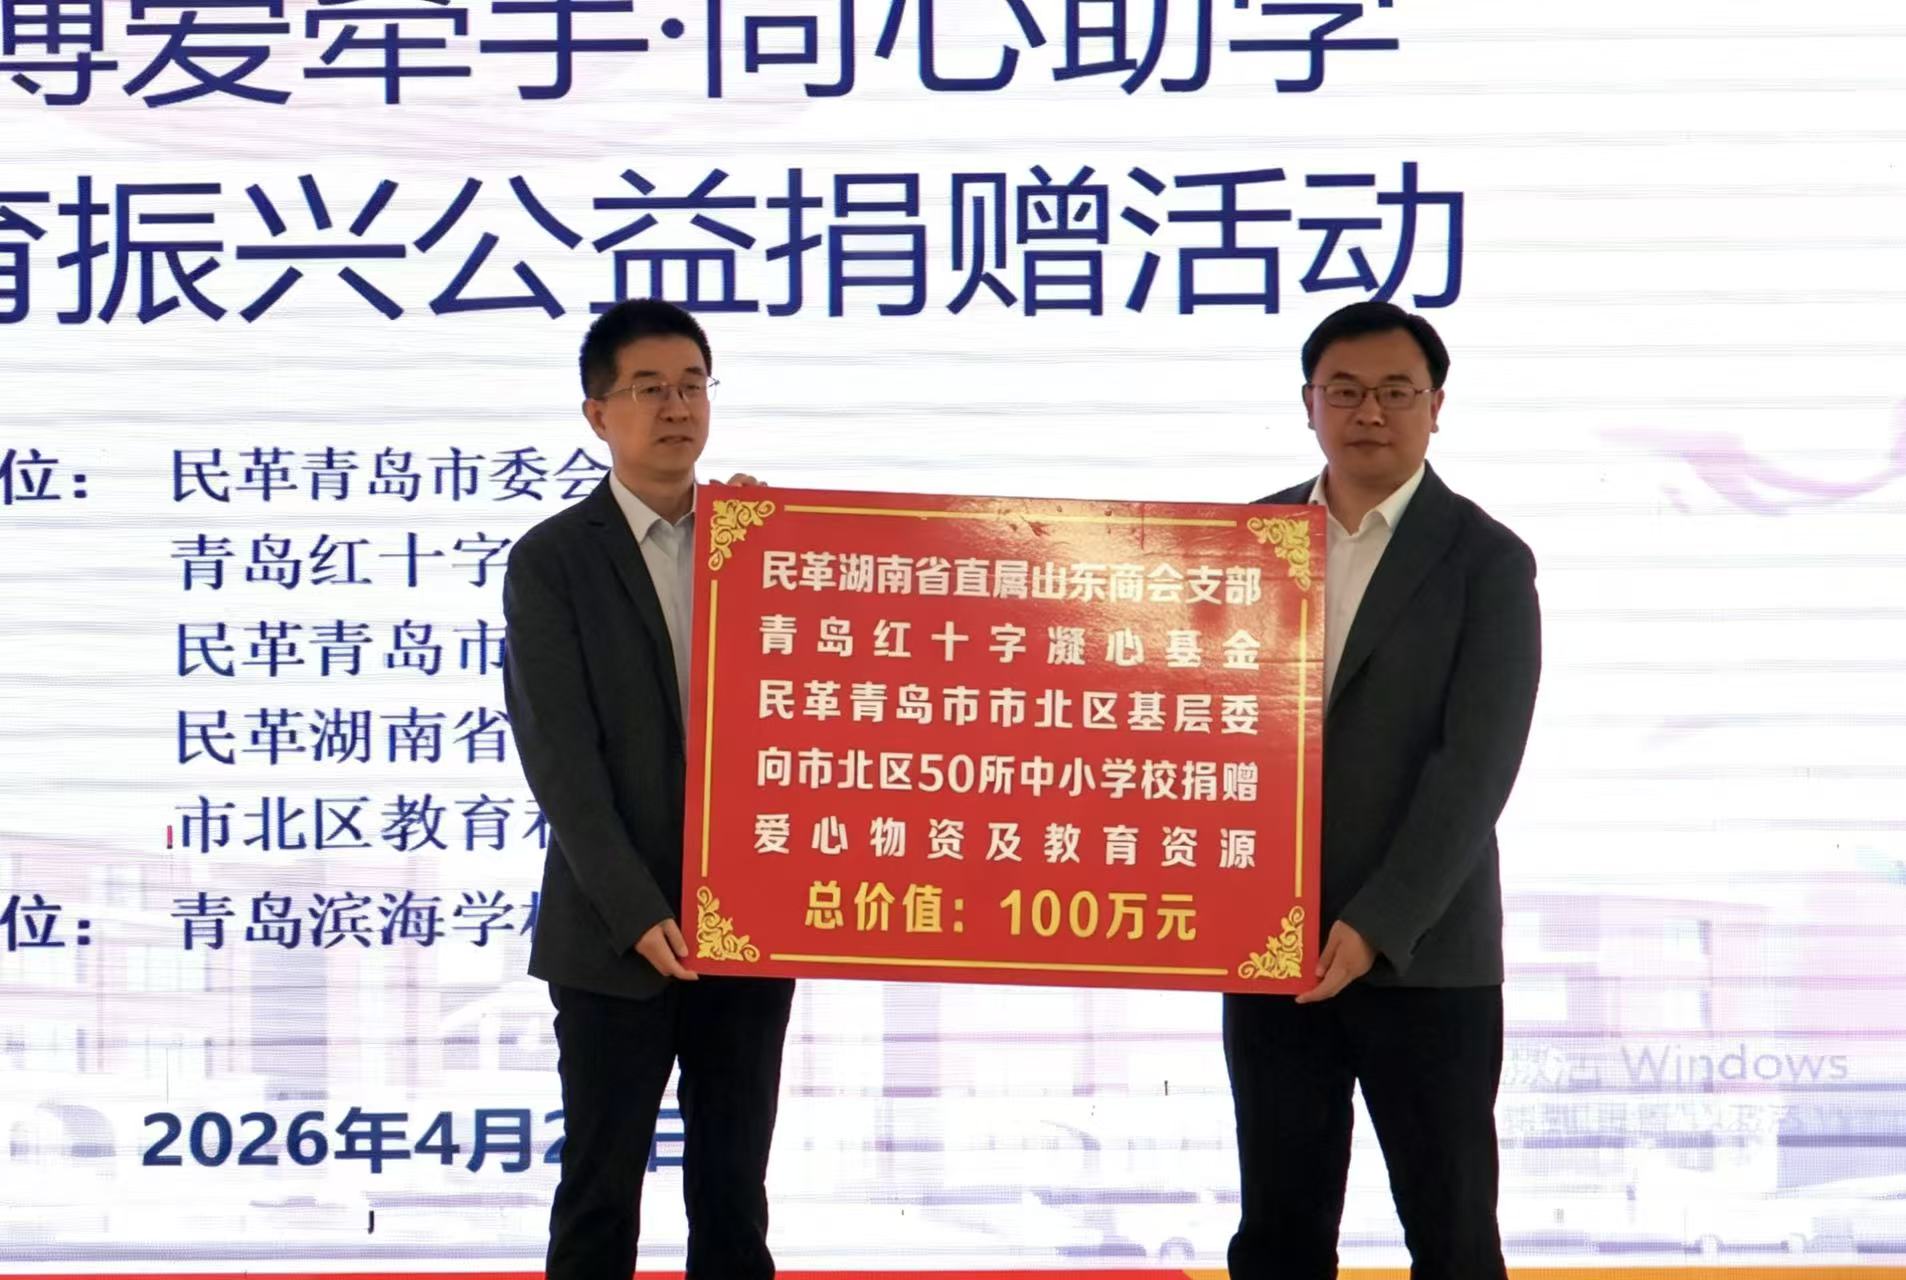 博爱牵手·同心助学
育振兴公益捐赠活动
位： 民革青岛市委会
青岛红十字
民革青岛市
民革湖南省
市北区教育和
位： 青岛滨海学校
2026年4月2 日
民革湖南省直属山东商会支部
青岛红十字凝心基金
民革青岛市市北区基层委
向市北区50所中小学校捐赠
爱心物资及教育资源
总价值：100万元
激活 Windows